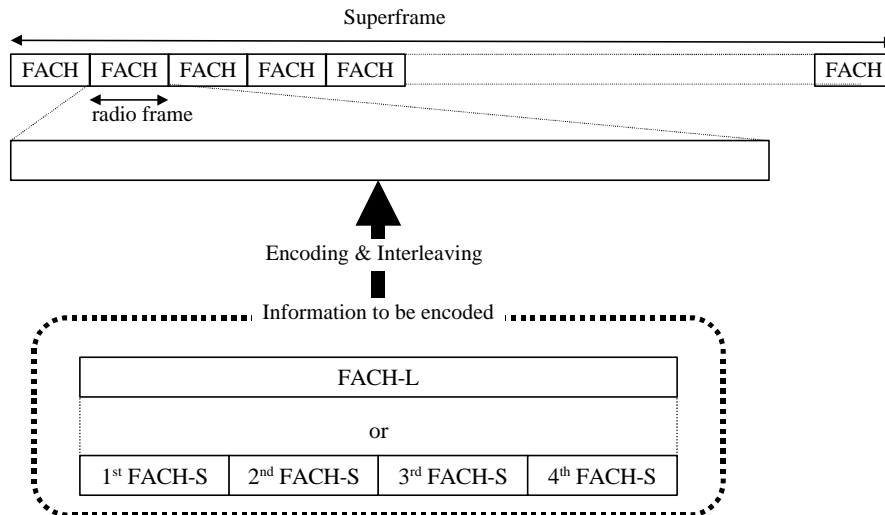 Superframe
FACH FACH FACH FACH FACH FACH
radio frame
Encoding & Interleaving
Information to be encoded
FACH-L
or
1st FACH-S 2nd FACH-S 3rd FACH-S 4th FACH-S